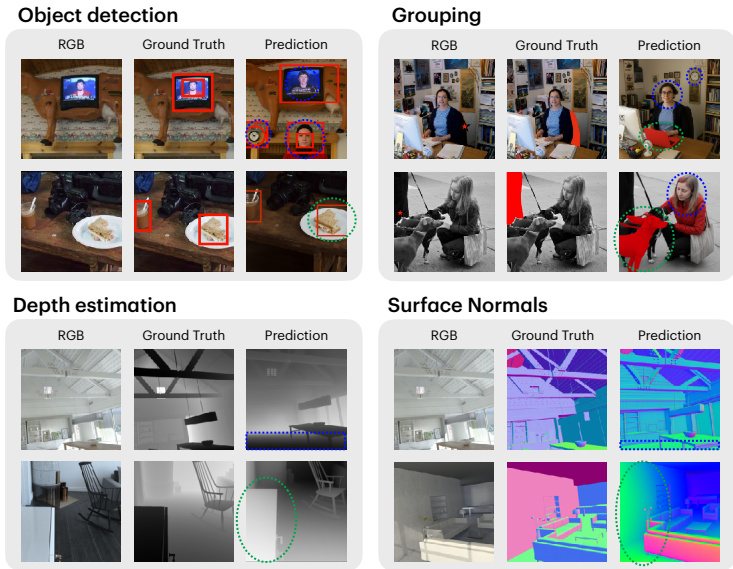 Object detection
RGB Ground Truth Prediction
Grouping
RGB Ground Truth Prediction
Depth estimation
RGB Ground Truth Prediction
Surface Normals
RGB Ground Truth Prediction